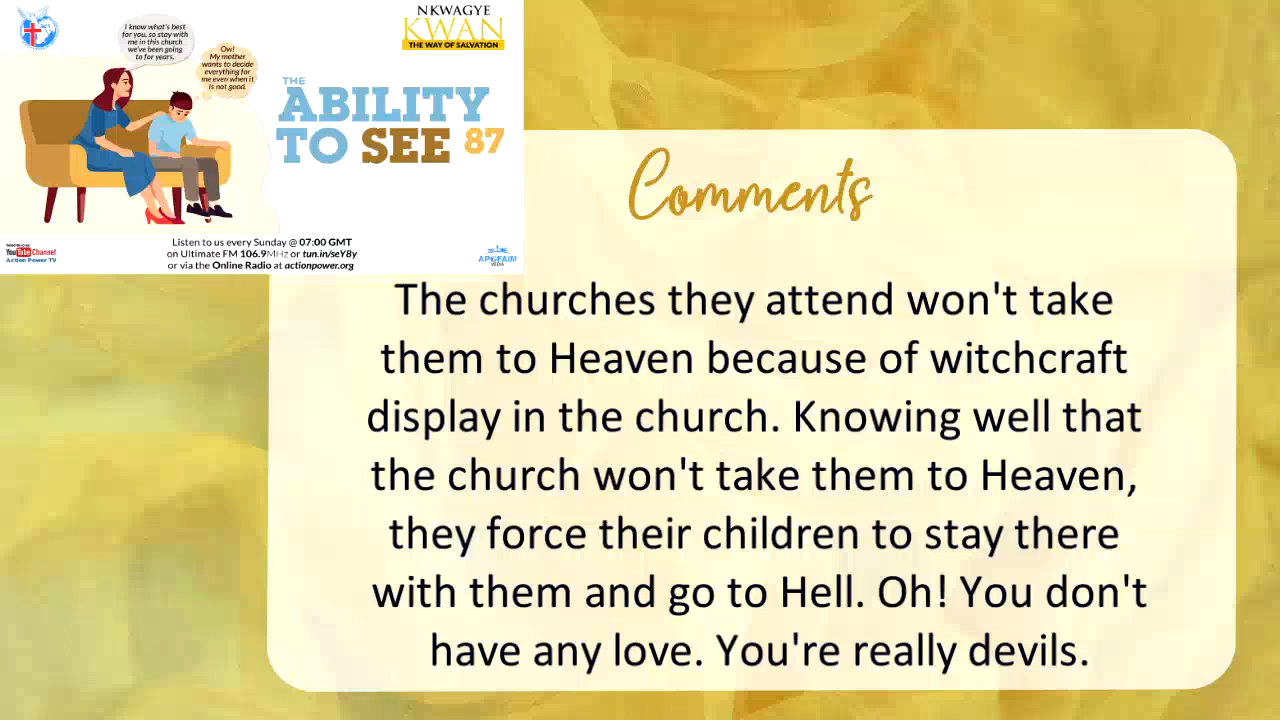 I know what's best
for you, so stay with
me in this church
we've been going
to for years.
Ow!
My mother
wants to decide
everything for
me even when it
is not good.
NKWAGYE
KWAN
THE WAY OF SALVATION
THE
ABILITY
TO SEE 87
Listen to us every Sunday @ 07:00 GMT
on Ultimate FM 106.9MHz or tun.in/seY8y
or via the Online Radio at actionpower.org
YouTube Channel
Action Power TV
APOFAIM
Comments
The churches they attend won't take
them to Heaven because of witchcraft
display in the church. Knowing well that
the church won't take them to Heaven,
they force their children to stay there
with them and go to Hell. Oh! You don't
have any love. You're really devils.